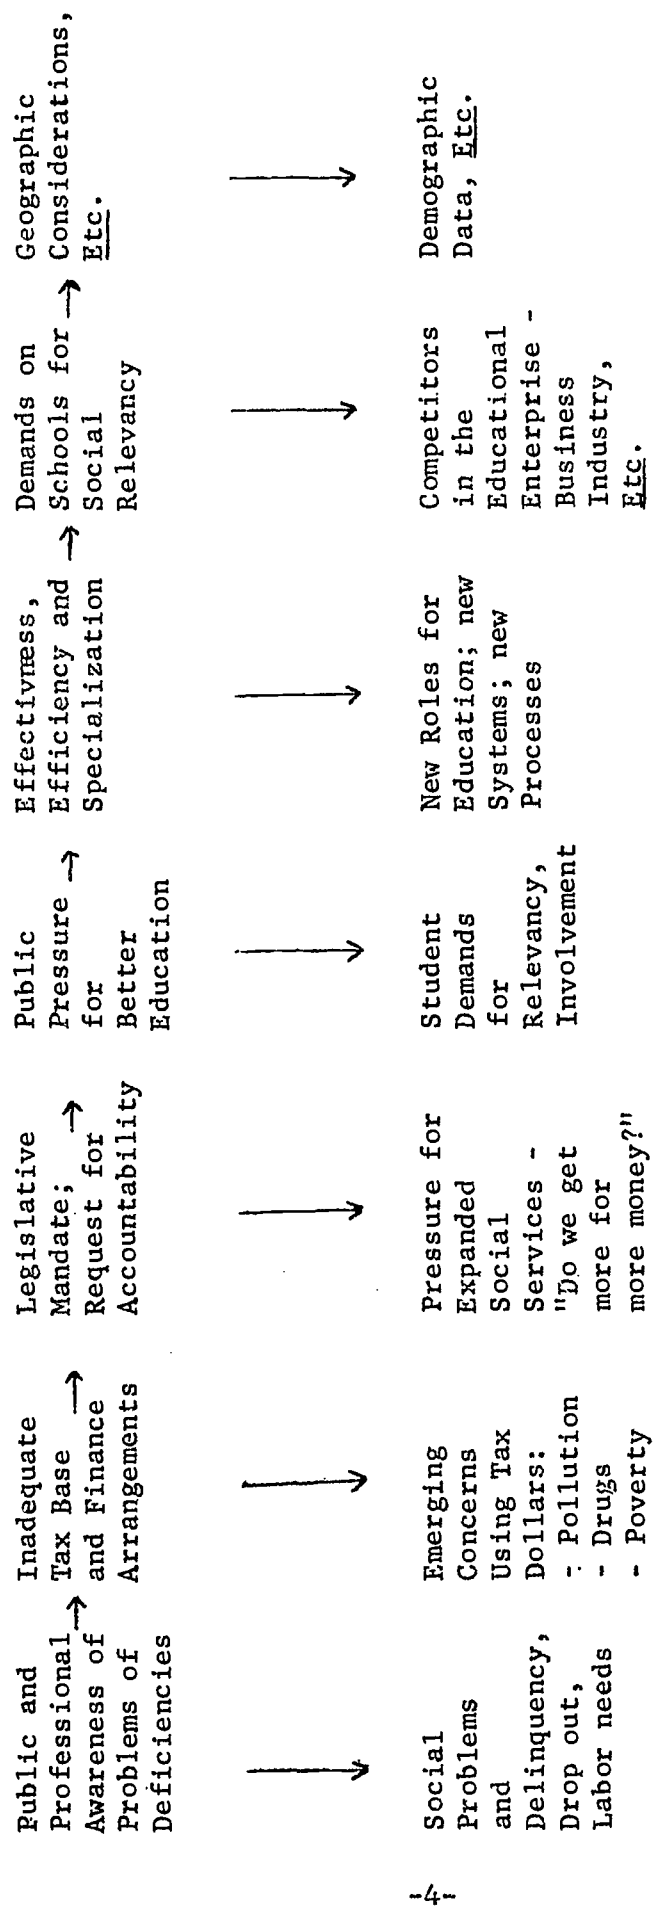 Public and
Professional
Awareness of
Problems of
Deficiencies
Inadequate
Tax Base
and Finance
Arrangements
Legislative
Mandate;
Request for
Accountability
Public
Pressure
for
Better
Education
Effectivness,
Efficiency and
Specialization
Demands on
Schools for
Social
Relevancy
Geographic
Considerations,
Etc.
Social
Problems
and
Delinquency,
Drop out,
Labor needs
Emerging
Concerns
Using Tax
Dollars:
- Pollution
- Drugs
- Poverty
Pressure for
Expanded
Social
Services -
"Do we get
more for
more money?"
Student
Demands
for
Relevancy,
Involvement
New Roles for
Education; new
Systems; new
Processes
Competitors
in the
Educational
Enterprise -
Business
Industry,
Etc.
Demographic
Data, Etc.
-4-